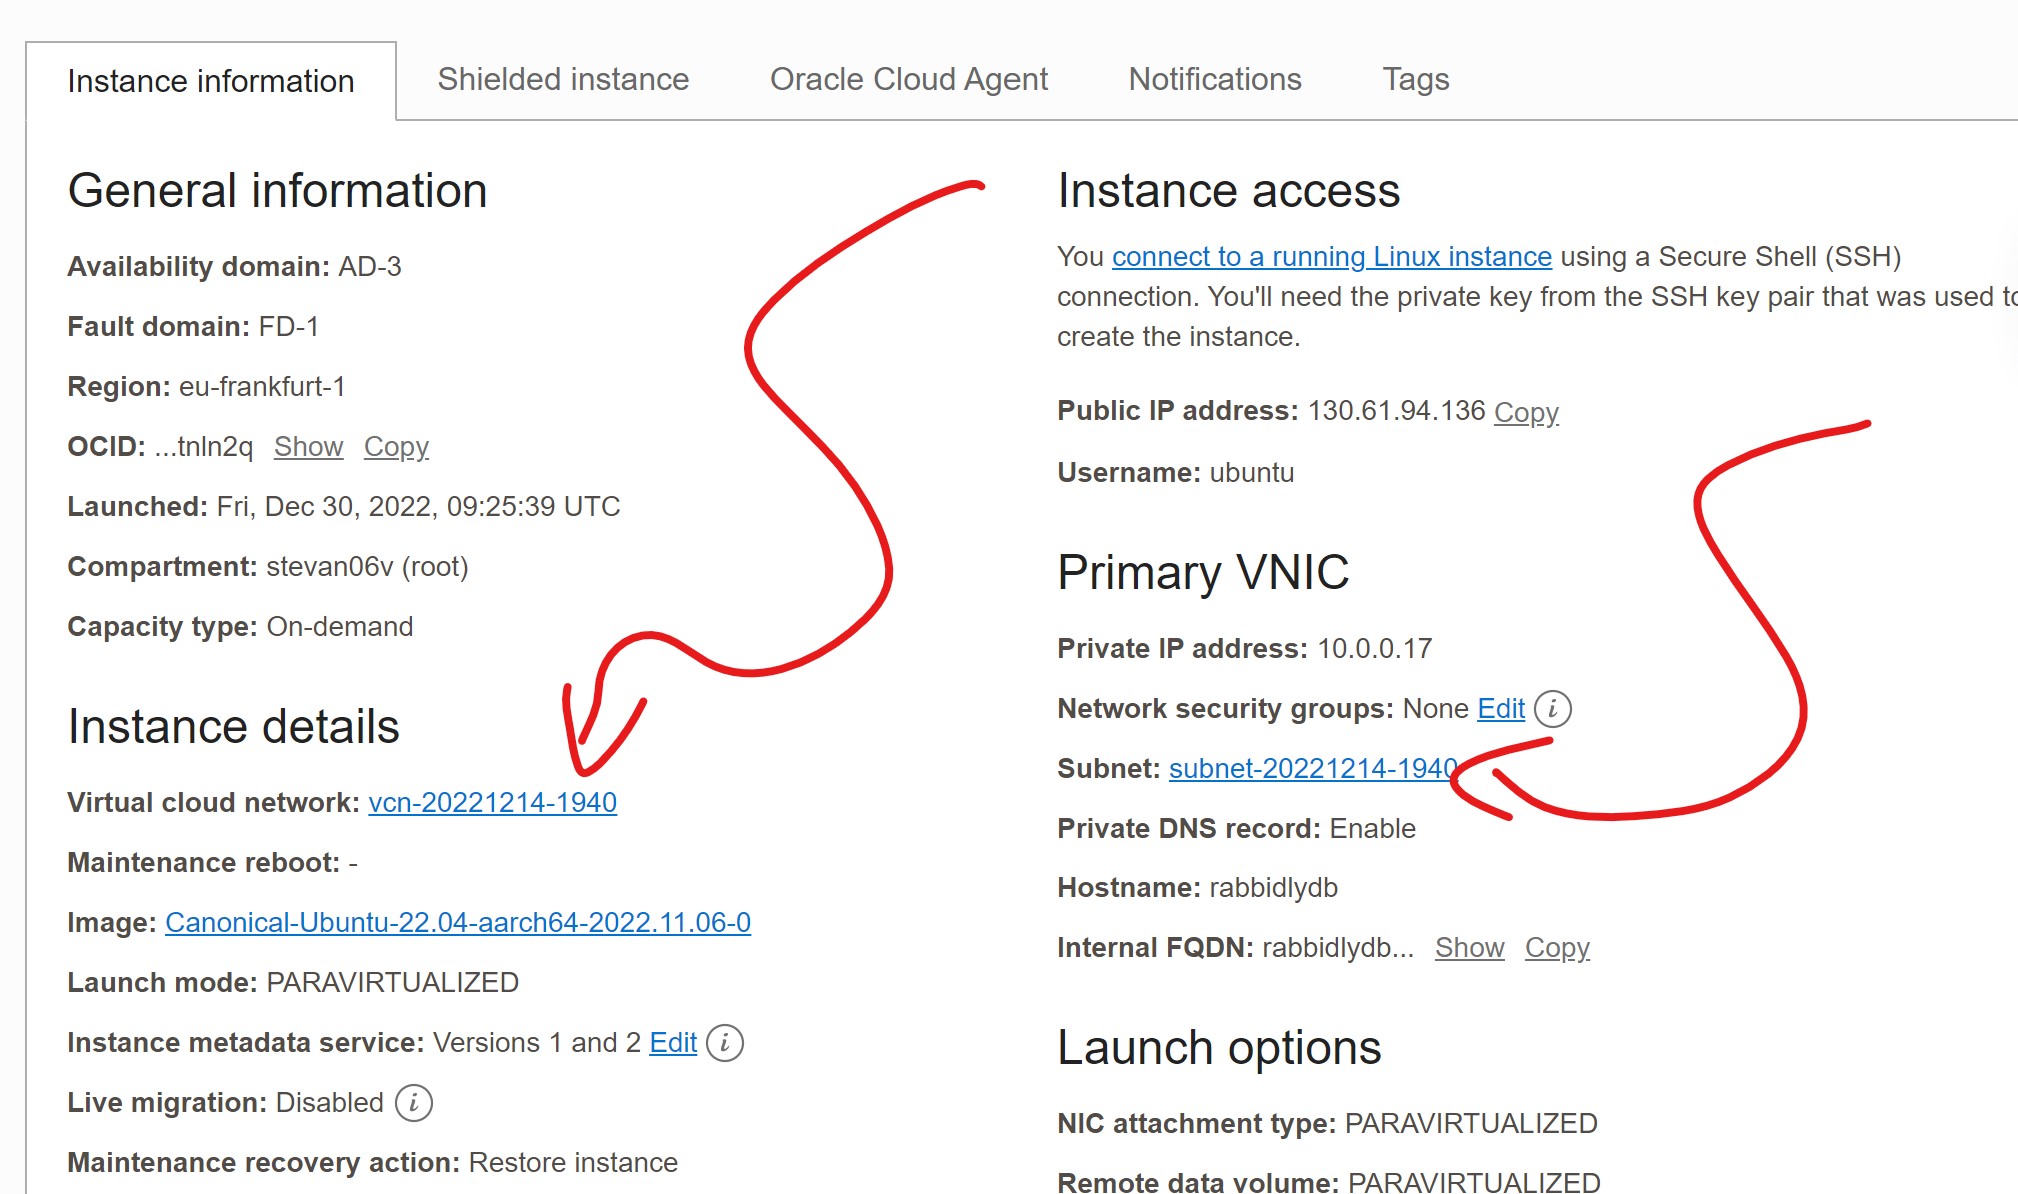 Instance information
Shielded instance
Oracle Cloud Agent
Notifications
Tags
General information
Availability domain: AD-3
Fault domain: FD-1
Region: eu-frankfurt-1
OCID: ...tnln2q Show Copy
Launched: Fri, Dec 30, 2022, 09:25:39 UTC
Compartment: stevan06v (root)
Capacity type: On-demand
Instance details
Virtual cloud network: vcn-20221214-1940
Maintenance reboot: -
Image: Canonical-Ubuntu-22.04-aarch64-2022.11.06-0
Launch mode: PARAVIRTUALIZED
Instance metadata service: Versions 1 and 2 Edit i
Live migration: Disabled i
Maintenance recovery action: Restore instance
Instance access
You connect to a running Linux instance using a Secure Shell (SSH)
connection. You'll need the private key from the SSH key pair that was used to
create the instance.
Public IP address: 130.61.94.136 Copy
Username: ubuntu
Primary VNIC
Private IP address: 10.0.0.17
Network security groups: None Edit i
Subnet: subnet-20221214-1940
Private DNS record: Enable
Hostname: rabbidlydb
Internal FQDN: rabbidlydb... Show Copy
Launch options
NIC attachment type: PARAVIRTUALIZED
Remote data volume: PARAVIRTUALIZED